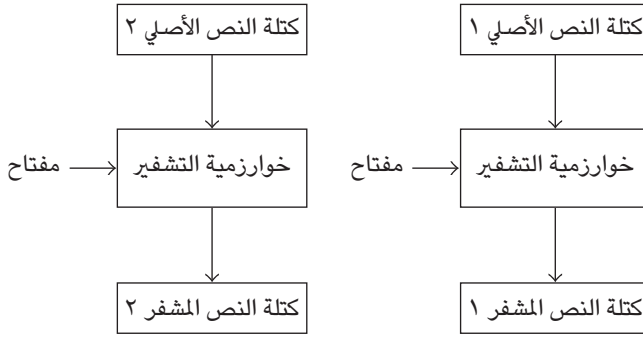 كتلة النص الأصلي ١
كتلة النص الأصلي ٢
خوارزمية التشفير
مفتاح
خوارزمية التشفير
مفتاح
كتلة النص المشفر ١
كتلة النص المشفر ٢